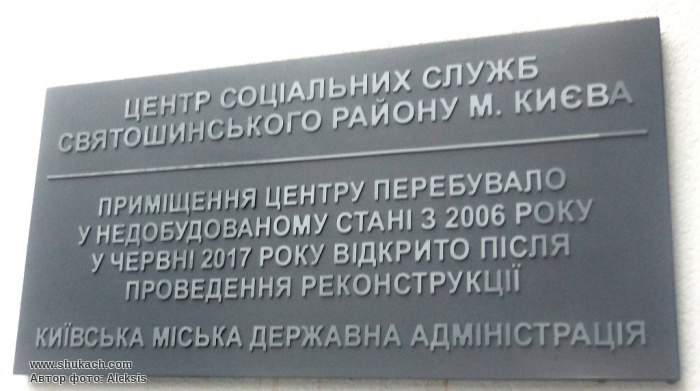 ЦЕНТР СОЦІАЛЬНИХ СЛУЖБ
СВЯТОШИНСЬКОГО РАЙОНУ М. КИЄВА
ПРИМІЩЕННЯ ЦЕНТРУ ПЕРЕБУВАЛО
У НЕДОБУДОВАНОМУ СТАНІ З 2006 РОКУ
У ЧЕРВНІ 2017 РОКУ ВІДКРИТО ПІСЛЯ
ПРОВЕДЕННЯ РЕКОНСТРУКЦІЇ
КИЇВСЬКА МІСЬКА ДЕРЖАВНА АДМІНІСТРАЦІЯ
www.shukach.com
Автор фото: Aleksis